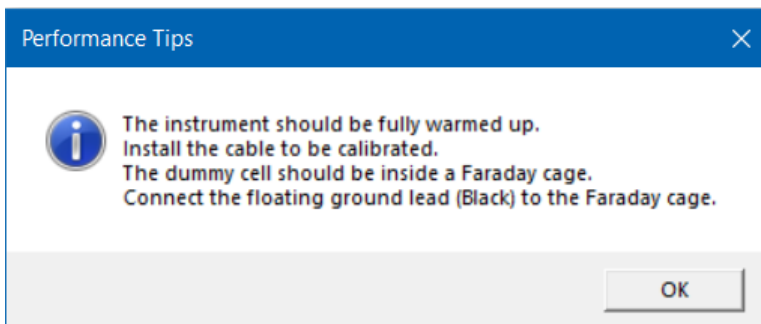 Performance Tips
The instrument should be fully warmed up.
Install the cable to be calibrated.
The dummy cell should be inside a Faraday cage.
Connect the floating ground lead (Black) to the Faraday cage.
OK